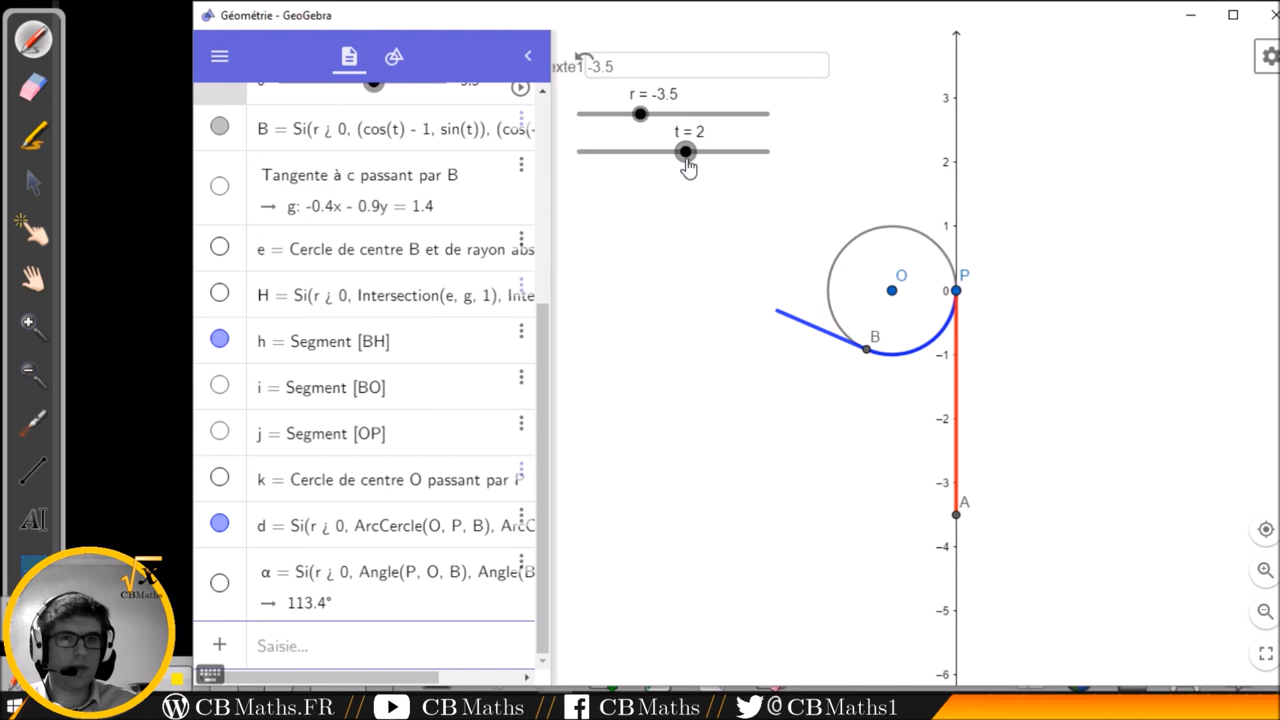 Géométrie - GeoGebra
exte1 -3.5
r = -3.5
t = 2
B = Si(r ¿ 0, (cos(t) - 1, sin(t)), (cos(-
Tangente à c passant par B
→ g: -0.4x - 0.9y = 1.4
e = Cercle de centre B et de rayon abs
H = Si(r ¿ 0, Intersection(e, g, 1), Inte
h = Segment [BH]
i = Segment [BO]
j = Segment [OP]
k = Cercle de centre O passant par P
d = Si(r ¿ 0, ArcCercle(O, P, B), ArcC
α = Si(r ¿ 0, Angle(P, O, B), Angle(B
→ 113.4°
Saisie...
3
2
1
O
P
0
B
-1
-2
-3
A
-4
-5
-6
AI
√x
CBMaths
CBMaths.FR // CBMaths // CBMaths // @CBMaths1